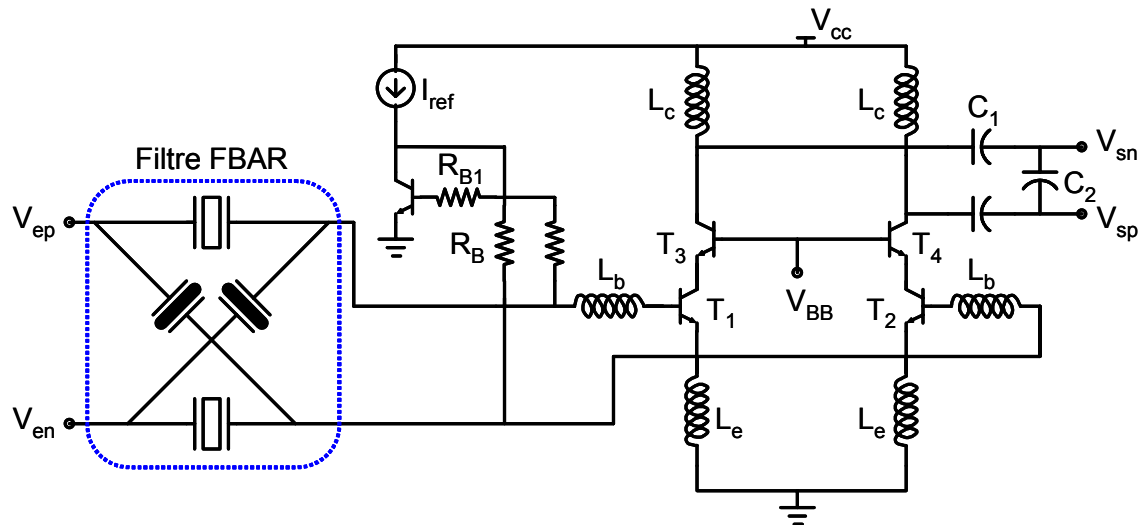 Vcc
Iref
Lc
Lc
C1
Vsn
Filtre FBAR
RB1
C2
Vep
RB
Vsp
T3
T4
Lb
Lb
T1
VBB
T2
Ven
Le
Le